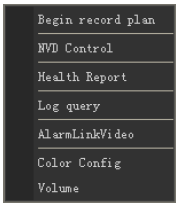 Begin record plan
NVD Control
Health Report
Log query
AlarmLinkVideo
Color Config
Volume